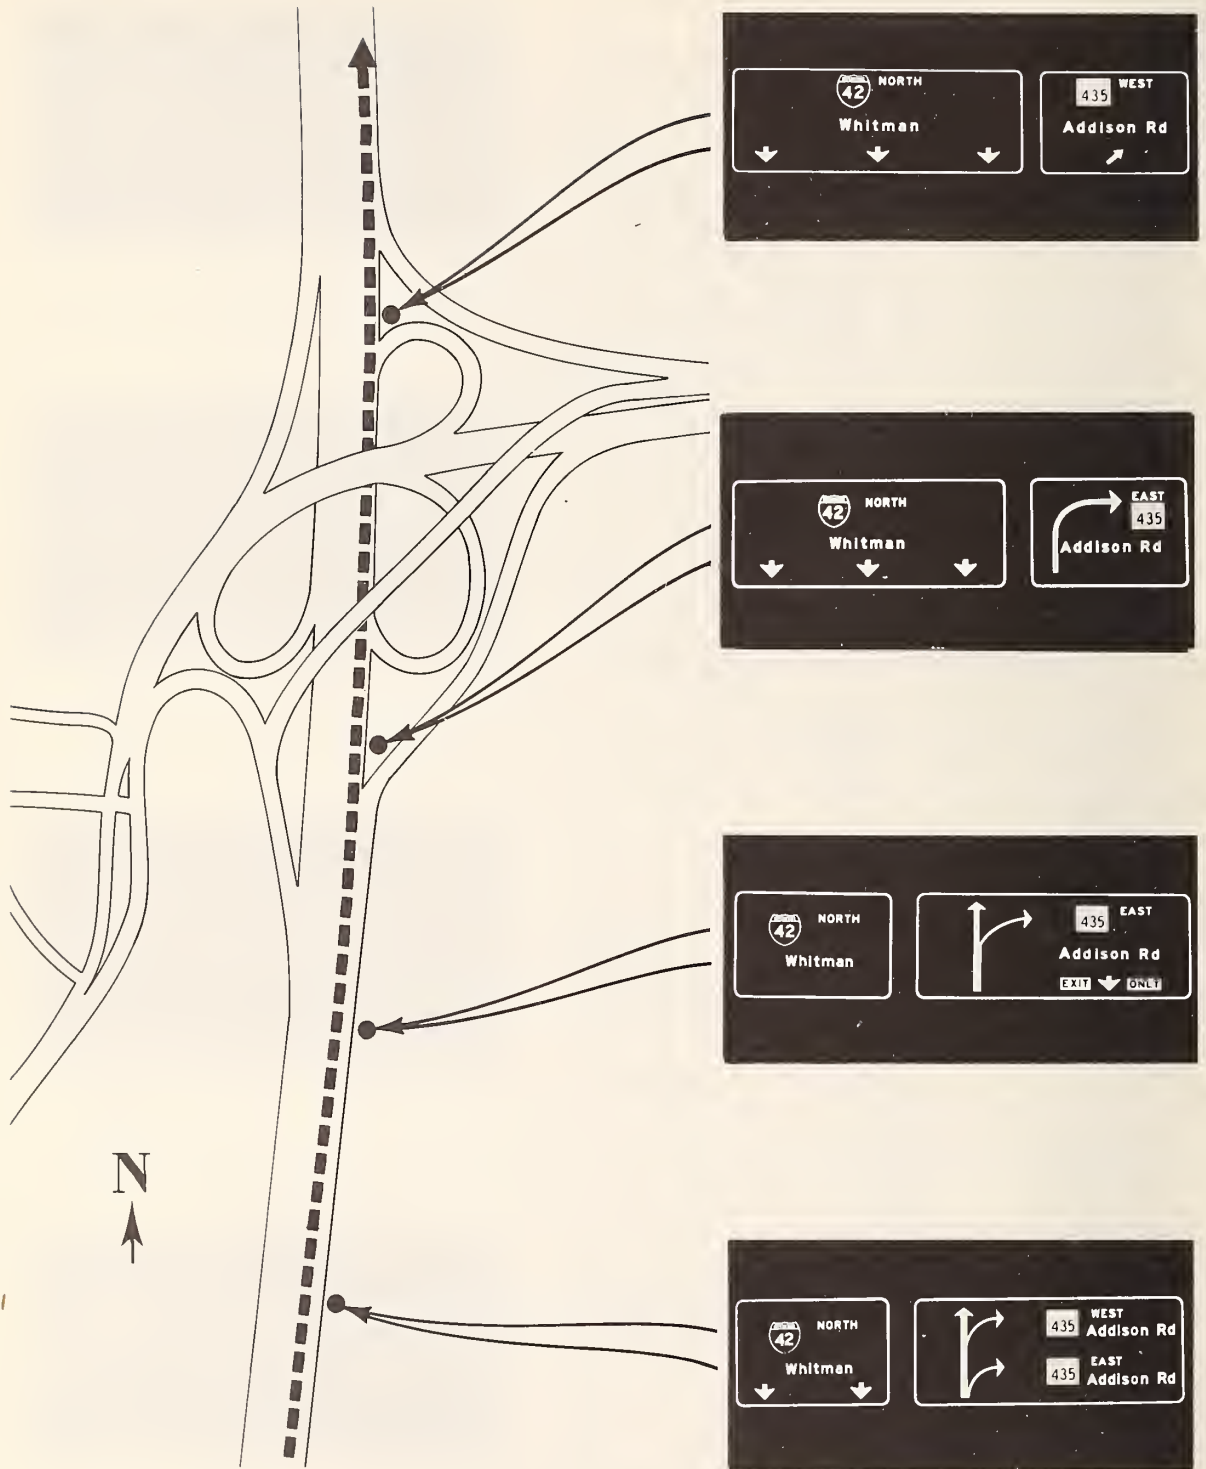 42 NORTH
Whitman
435 WEST
Addison Rd
42 NORTH
Whitman
EAST
435
Addison Rd
42 NORTH
Whitman
435 EAST
Addison Rd
EXIT ONLY
N
42 NORTH
Whitman
435 WEST
Addison Rd
435 EAST
Addison Rd